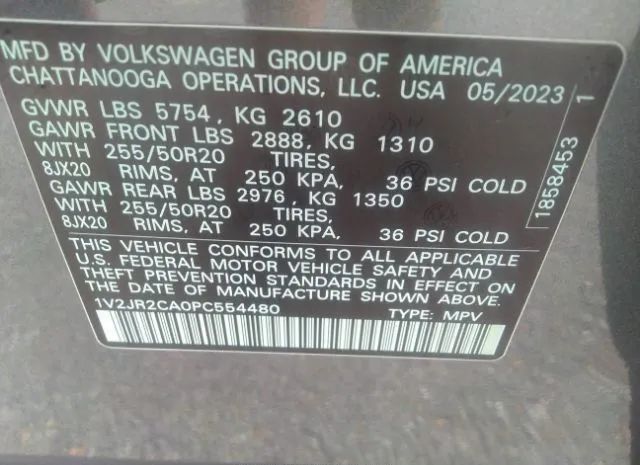 MFD BY VOLKSWAGEN GROUP OF AMERICA
CHATTANOOGA OPERATIONS, LLC. USA 05/2023
GVWR LBS 5754, KG 2610
GAWR FRONT LBS 2888, KG 1310
WITH 255/50R20 TIRES,
8JX20 RIMS, AT 250 KPA, 36 PSI COLD
GAWR REAR LBS 2976, KG 1350
WITH 255/50R20 TIRES,
8JX20 RIMS, AT 250 KPA, 36 PSI COLD
THIS VEHICLE CONFORMS TO ALL APPLICABLE
U.S. FEDERAL MOTOR VEHICLE SAFETY AND
THEFT PREVENTION STANDARDS IN EFFECT ON
THE DATE OF MANUFACTURE SHOWN ABOVE.
1V2JR2CA0PC554480 TYPE: MPV
1858453 1